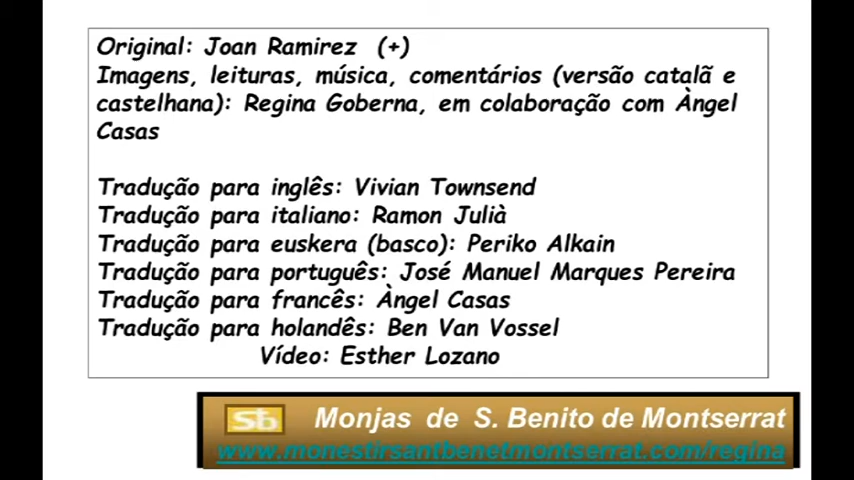 Original: Joan Ramirez (+)
Imagens, leituras, música, comentários (versão catalã e
castelhana): Regina Goberna, em colaboração com Àngel
Casas
Tradução para inglês: Vivian Townsend
Tradução para italiano: Ramon Julià
Tradução para euskera (basco): Periko Alkain
Tradução para português: José Manuel Marques Pereira
Tradução para francês: Àngel Casas
Tradução para holandês: Ben Van Vossel
Vídeo: Esther Lozano
sb Monjas de S. Benito de Montserrat
www.monestirsantbenetmontserrat.com/regina